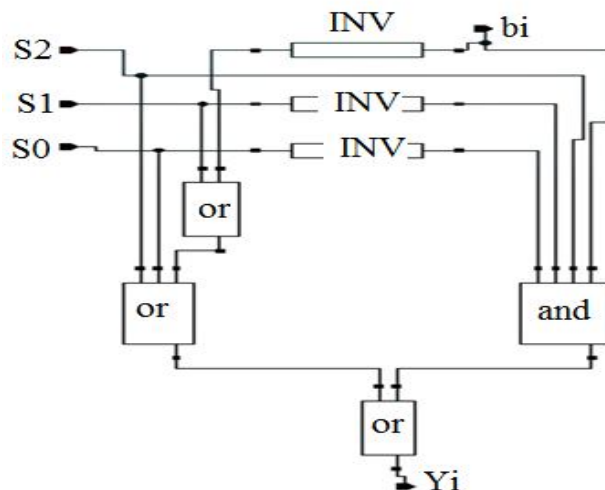 INV
bi
S2
S1
INV
S0
INV
or
or
and
or
Yi